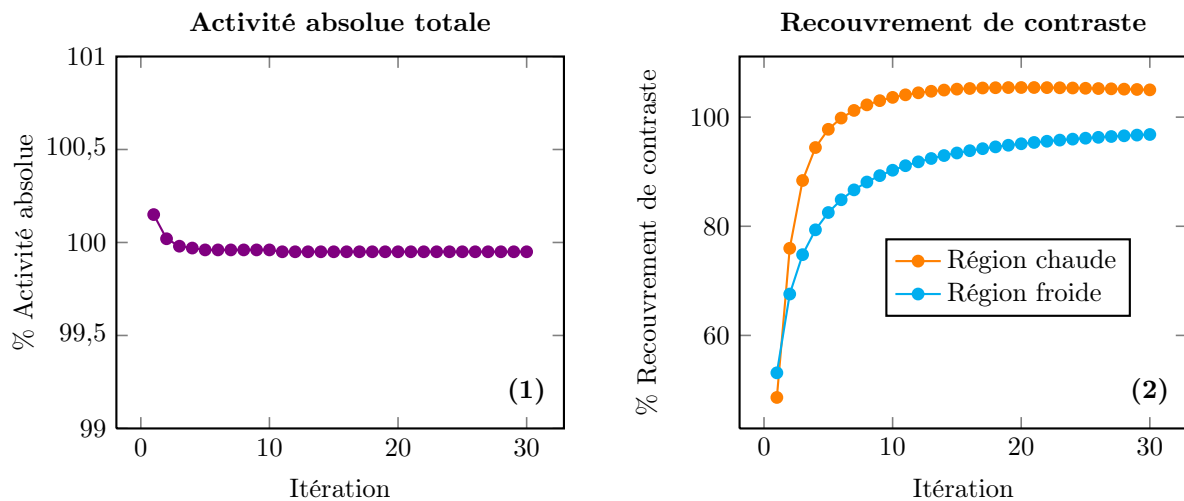 Activité absolue totale
% Activité absolue
101
100,5
100
99,5
99
0
10
20
30
Itération
(1)
Recouvrement de contraste
% Recouvrement de contraste
100
80
60
0
10
20
30
Itération
Région chaude
Région froide
(2)